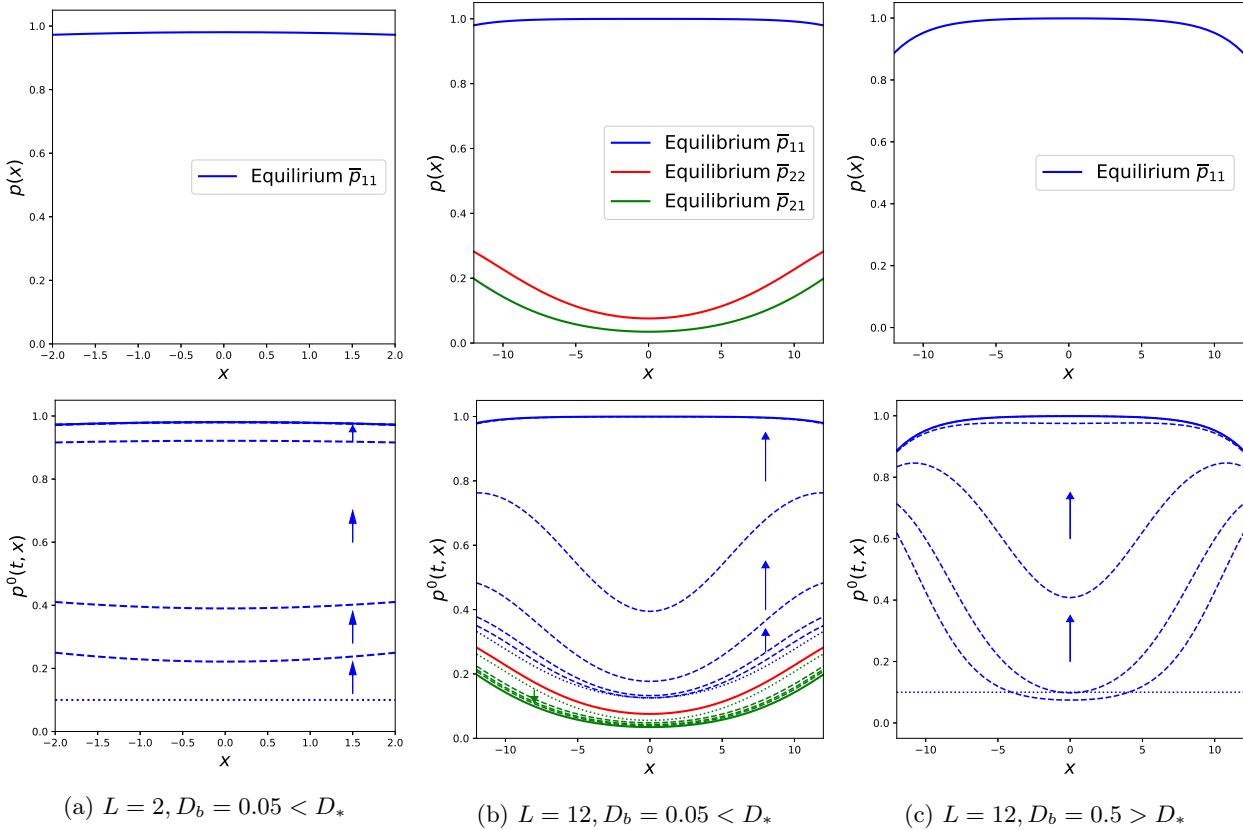 1.0
0.8
0.6
0.4
0.2
0.0
p(x)
−2.0 −1.5 −1.0 −0.5 0.0 0.5 1.0 1.5 2.0
x
Equilirium p̅₁₁
1.0
0.8
0.6
0.4
0.2
0.0
p(x)
−10 −5 0 5 10
x
Equilibrium p̅₁₁
Equilibrium p̅₂₂
Equilibrium p̅₂₁
1.0
0.8
0.6
0.4
0.2
0.0
p(x)
−10 −5 0 5 10
x
Equilirium p̅₁₁
1.0
0.8
0.6
0.4
0.2
0.0
p⁰(t, x)
−2.0 −1.5 −1.0 −0.5 0.0 0.5 1.0 1.5 2.0
x
1.0
0.8
0.6
0.4
0.2
0.0
p⁰(t, x)
−10 −5 0 5 10
x
1.0
0.8
0.6
0.4
0.2
0.0
p⁰(t, x)
−10 −5 0 5 10
x
(a) L = 2, D_b = 0.05 < D_*
(b) L = 12, D_b = 0.05 < D_*
(c) L = 12, D_b = 0.5 > D_*